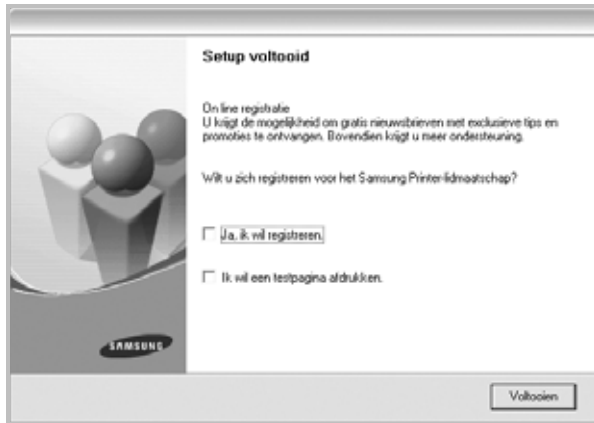 Setup voltooid
On line registratie
U krijgt de mogelijkheid om gratis nieuwsbrieven met exclusieve tips en
promoties te ontvangen. Bovendien krijgt u meer ondersteuning.
Wilt u zich registreren voor het Samsung Printer-lidmaatschap?
Ja, ik wil registreren.
Ik wil een testpagina afdrukken.
SAMSUNG
Voltooien